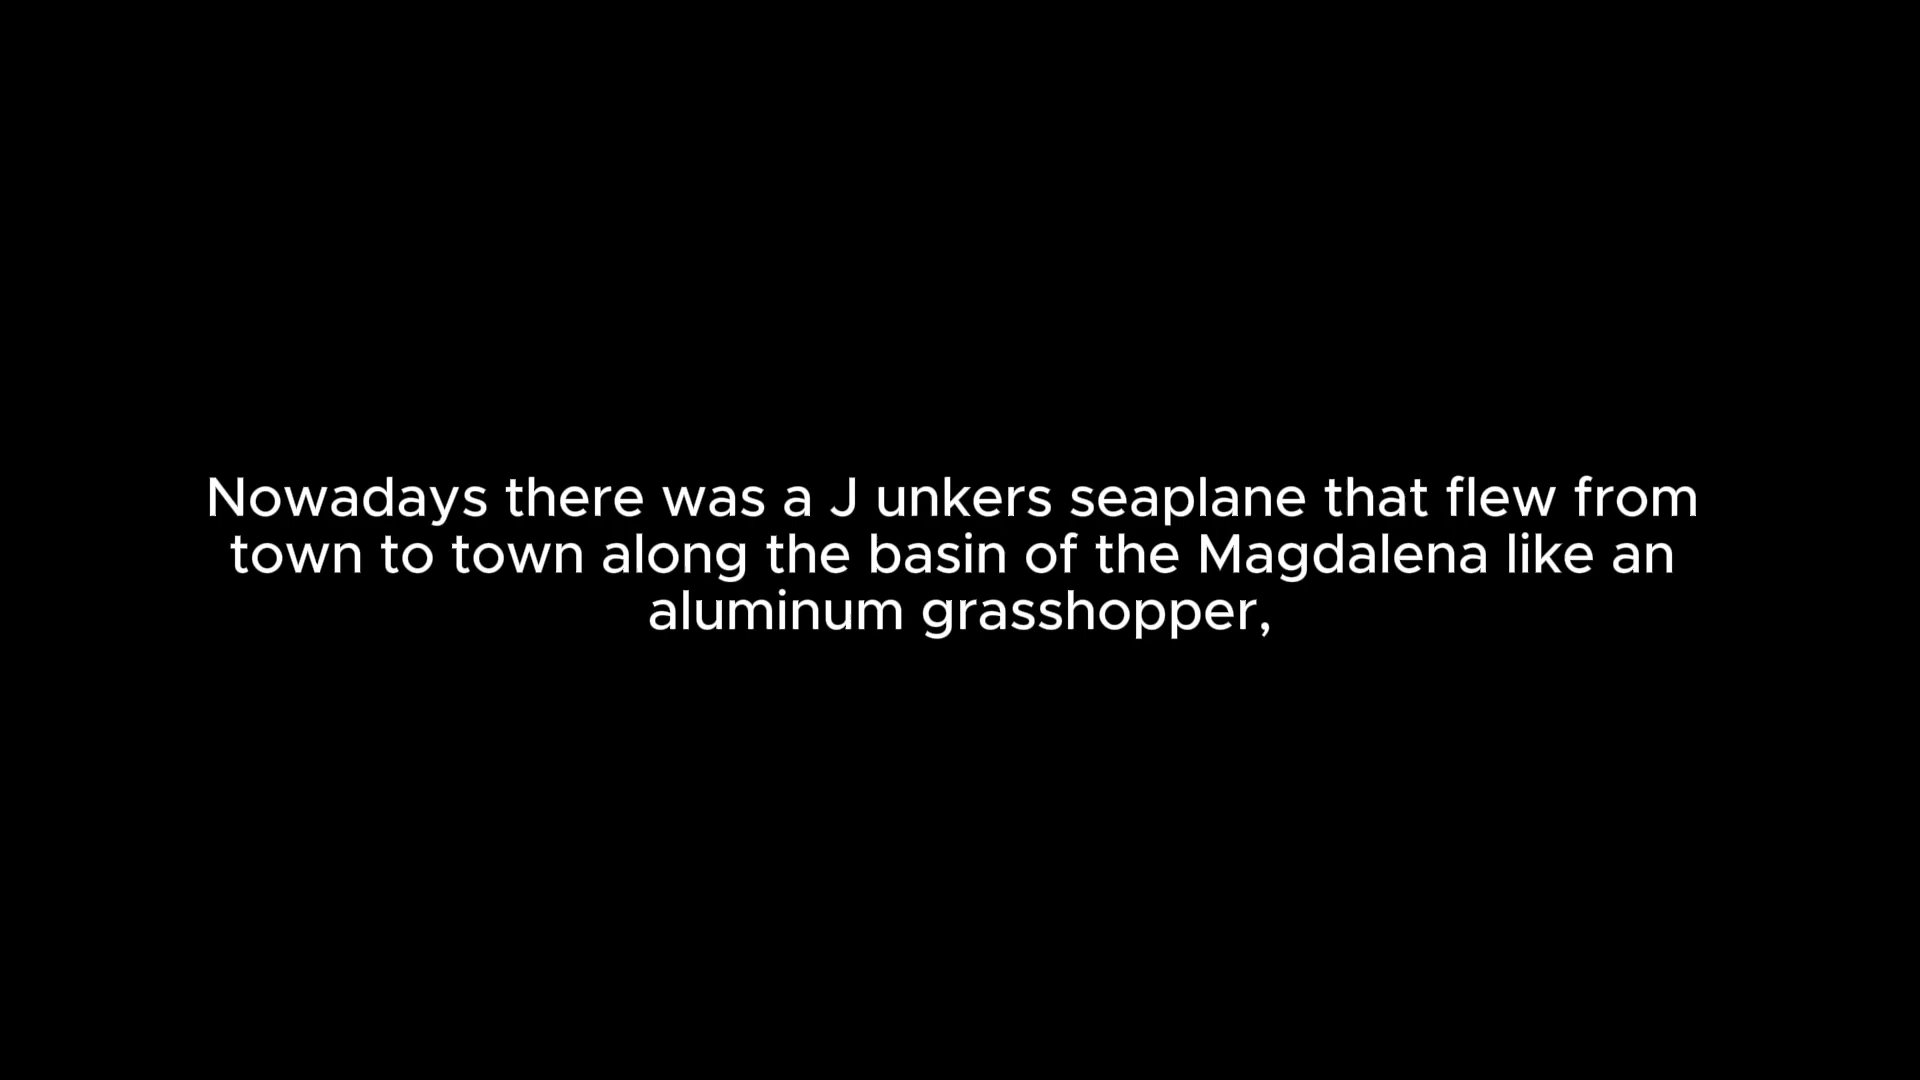 Nowadays there was a J unkers seaplane that flew from
town to town along the basin of the Magdalena like an
aluminum grasshopper,